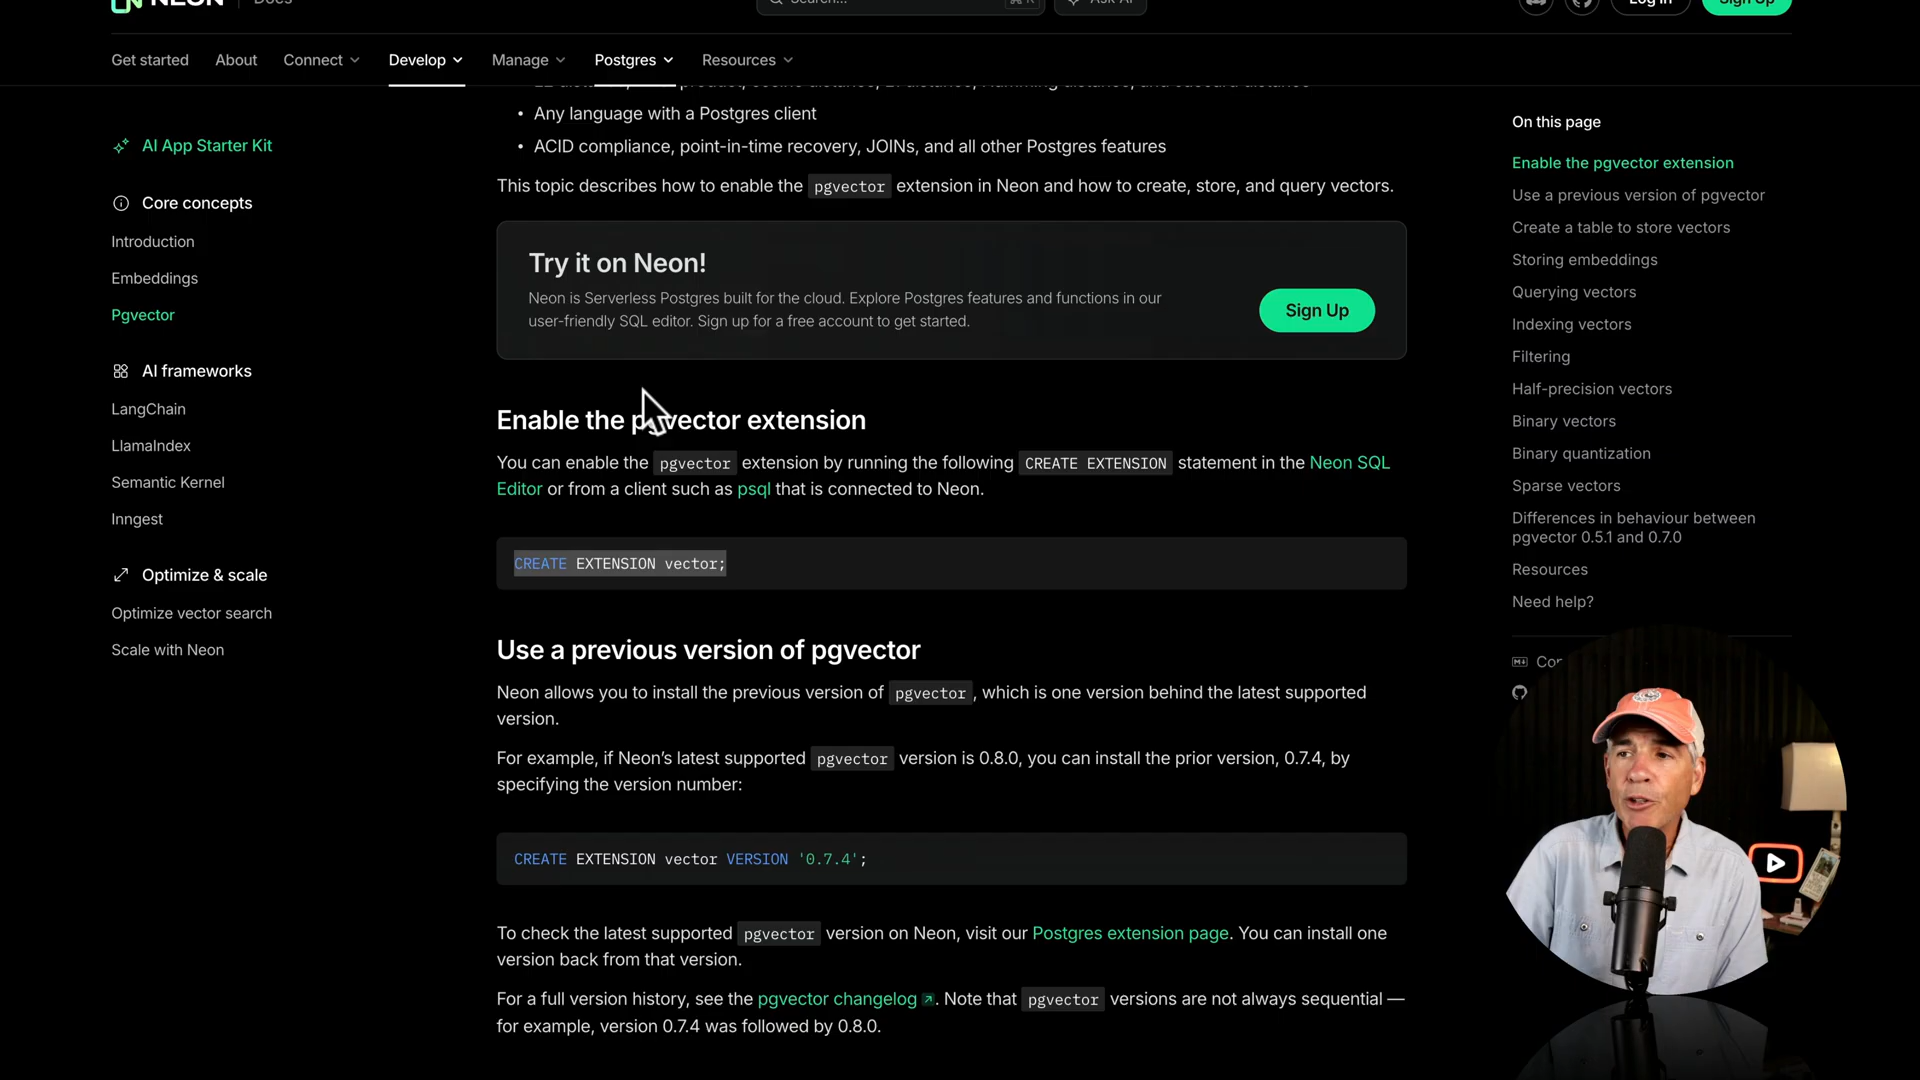 NEON Docs
Search... ⌘ K
Ask AI
Log In
Sign Up
Get started About Connect Develop Manage Postgres Resources
AI App Starter Kit
Core concepts
Introduction
Embeddings
Pgvector
AI frameworks
LangChain
LlamaIndex
Semantic Kernel
Inngest
Optimize & scale
Optimize vector search
Scale with Neon
• Any language with a Postgres client
• ACID compliance, point-in-time recovery, JOINs, and all other Postgres features
This topic describes how to enable the pgvector extension in Neon and how to create, store, and query vectors.
Try it on Neon!
Neon is Serverless Postgres built for the cloud. Explore Postgres features and functions in our
user-friendly SQL editor. Sign up for a free account to get started.
Sign Up
Enable the pgvector extension
You can enable the pgvector extension by running the following CREATE EXTENSION statement in the Neon SQL
Editor or from a client such as psql that is connected to Neon.
CREATE EXTENSION vector;
Use a previous version of pgvector
Neon allows you to install the previous version of pgvector, which is one version behind the latest supported
version.
For example, if Neon’s latest supported pgvector version is 0.8.0, you can install the prior version, 0.7.4, by
specifying the version number:
CREATE EXTENSION vector VERSION '0.7.4';
To check the latest supported pgvector version on Neon, visit our Postgres extension page. You can install one
version back from that version.
For a full version history, see the pgvector changelog. Note that pgvector versions are not always sequential —
for example, version 0.7.4 was followed by 0.8.0.
On this page
Enable the pgvector extension
Use a previous version of pgvector
Create a table to store vectors
Storing embeddings
Querying vectors
Indexing vectors
Filtering
Half-precision vectors
Binary vectors
Binary quantization
Sparse vectors
Differences in behaviour between
pgvector 0.5.1 and 0.7.0
Resources
Need help?